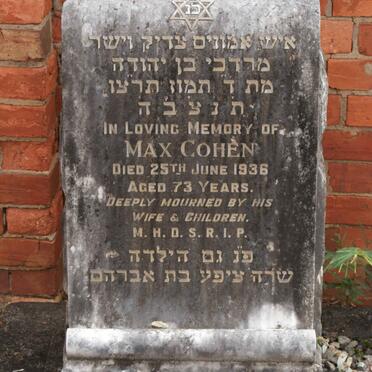 פנ
איש אמונים צדיק וישר
מרדכי בן יהודה
מת ד תמוז תרצו
ת נ צ ב ה
IN LOVING MEMORY OF
MAX COHEN
DIED 25TH JUNE 1936
AGED 73 YEARS.
DEEPLY MOURNED BY HIS
WIFE & CHILDREN.
M. H. D. S. R. I. P.
פנ גם הילדה
שרה ציפע בת אברהם